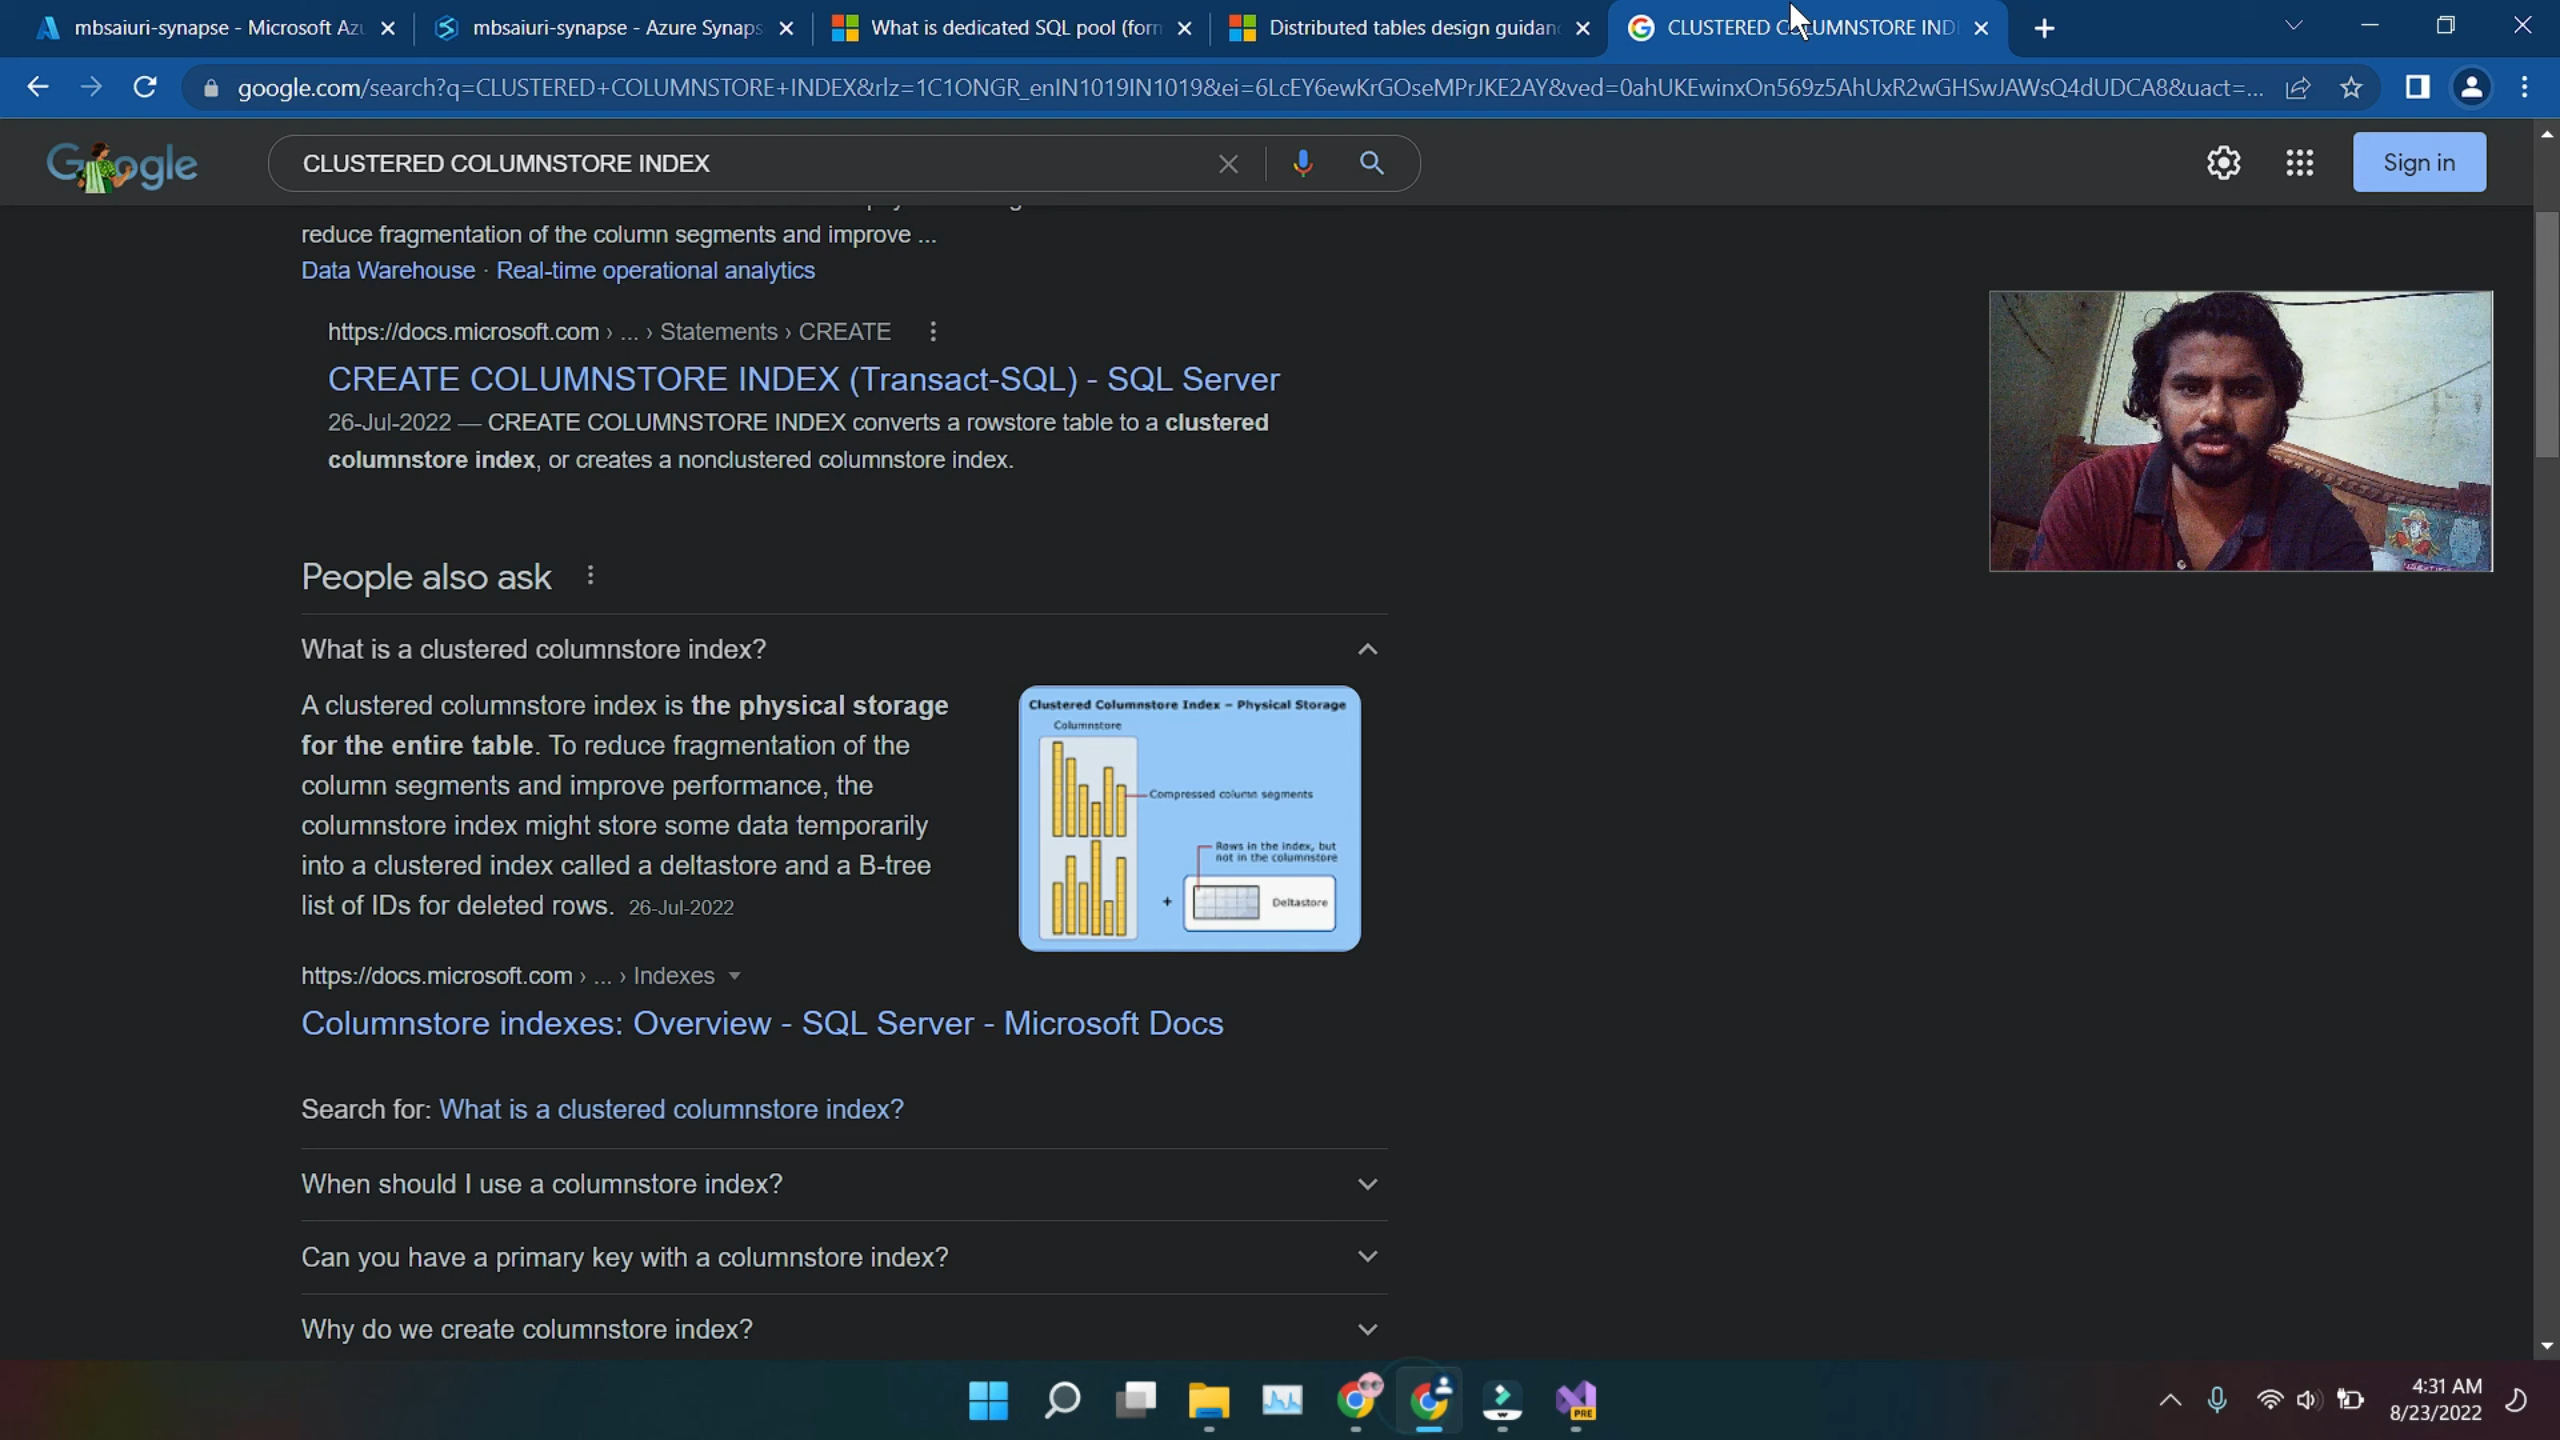 mbsaiuri-synapse - Microsoft Azu
mbsaiuri-synapse - Azure Synaps
What is dedicated SQL pool (form
Distributed tables design guidan
CLUSTERED COLUMNSTORE INDE
google.com/search?q=CLUSTERED+COLUMNSTORE+INDEX&rlz=1C1ONGR_enIN1019IN1019&ei=6LcEY6ewKrGOseMPrJKE2AY&ved=0ahUKEwinxOn569z5AhUxR2wGHSwJAWsQ4dUDCA8&uact=...
Google
CLUSTERED COLUMNSTORE INDEX
Sign in
reduce fragmentation of the column segments and improve ...
Data Warehouse · Real-time operational analytics
https://docs.microsoft.com › ... › Statements › CREATE
CREATE COLUMNSTORE INDEX (Transact-SQL) - SQL Server
26-Jul-2022 — CREATE COLUMNSTORE INDEX converts a rowstore table to a clustered
columnstore index, or creates a nonclustered columnstore index.
People also ask
What is a clustered columnstore index?
A clustered columnstore index is the physical storage
for the entire table. To reduce fragmentation of the
column segments and improve performance, the
columnstore index might store some data temporarily
into a clustered index called a deltastore and a B-tree
list of IDs for deleted rows. 26-Jul-2022
Clustered Columnstore Index – Physical Storage
Columnstore
Compressed column segments
Rows in the index, but
not in the columnstore
+
Deltastore
https://docs.microsoft.com › ... › Indexes
Columnstore indexes: Overview - SQL Server - Microsoft Docs
Search for: What is a clustered columnstore index?
When should I use a columnstore index?
Can you have a primary key with a columnstore index?
Why do we create columnstore index?
PRE
4:31 AM
8/23/2022